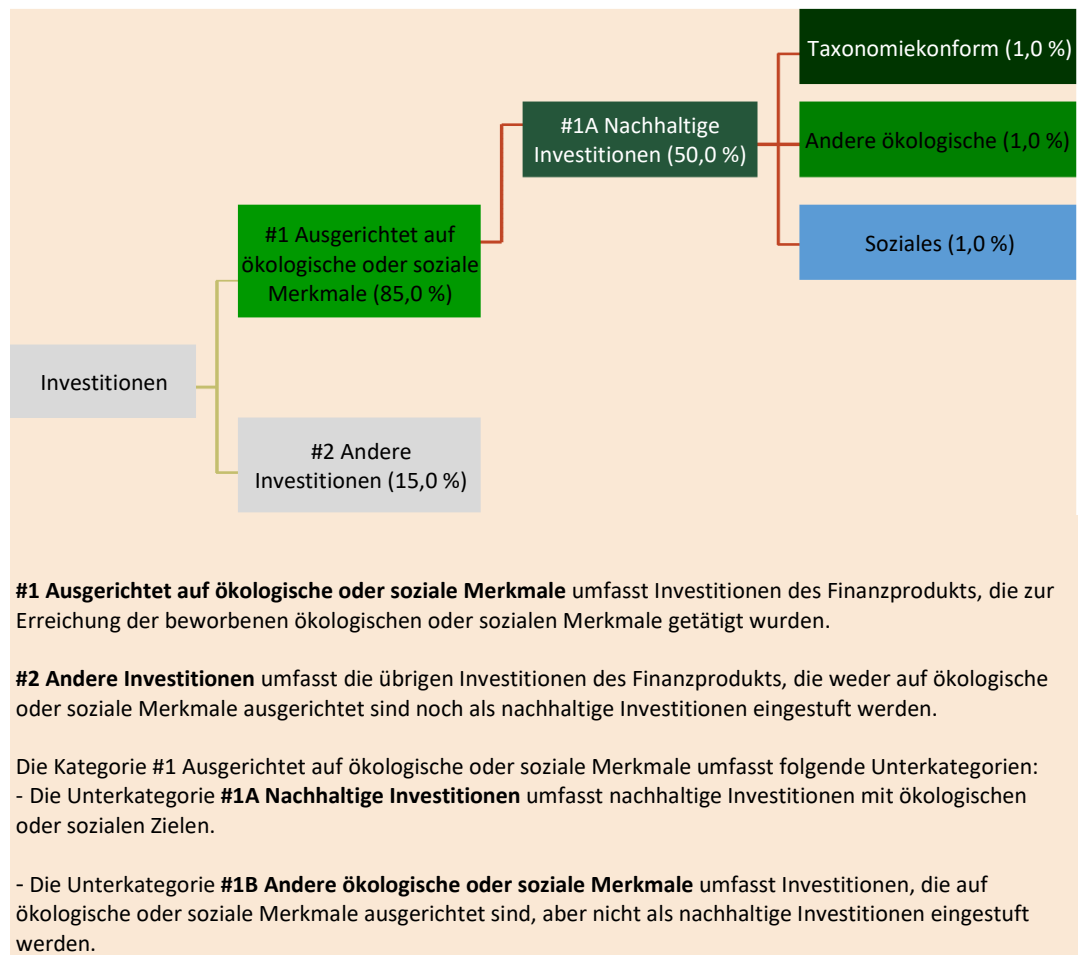 Taxonomiekonform (1,0 %)
#1A Nachhaltige
Investitionen (50,0 %)
Andere ökologische (1,0 %)
#1 Ausgerichtet auf
ökologische oder soziale
Merkmale (85,0 %)
Soziales (1,0 %)
Investitionen
#2 Andere
Investitionen (15,0 %)
#1 Ausgerichtet auf ökologische oder soziale Merkmale umfasst Investitionen des Finanzprodukts, die zur
Erreichung der beworbenen ökologischen oder sozialen Merkmale getätigt wurden.
#2 Andere Investitionen umfasst die übrigen Investitionen des Finanzprodukts, die weder auf ökologische
oder soziale Merkmale ausgerichtet sind noch als nachhaltige Investitionen eingestuft werden.
Die Kategorie #1 Ausgerichtet auf ökologische oder soziale Merkmale umfasst folgende Unterkategorien:
- Die Unterkategorie #1A Nachhaltige Investitionen umfasst nachhaltige Investitionen mit ökologischen
oder sozialen Zielen.
- Die Unterkategorie #1B Andere ökologische oder soziale Merkmale umfasst Investitionen, die auf
ökologische oder soziale Merkmale ausgerichtet sind, aber nicht als nachhaltige Investitionen eingestuft
werden.